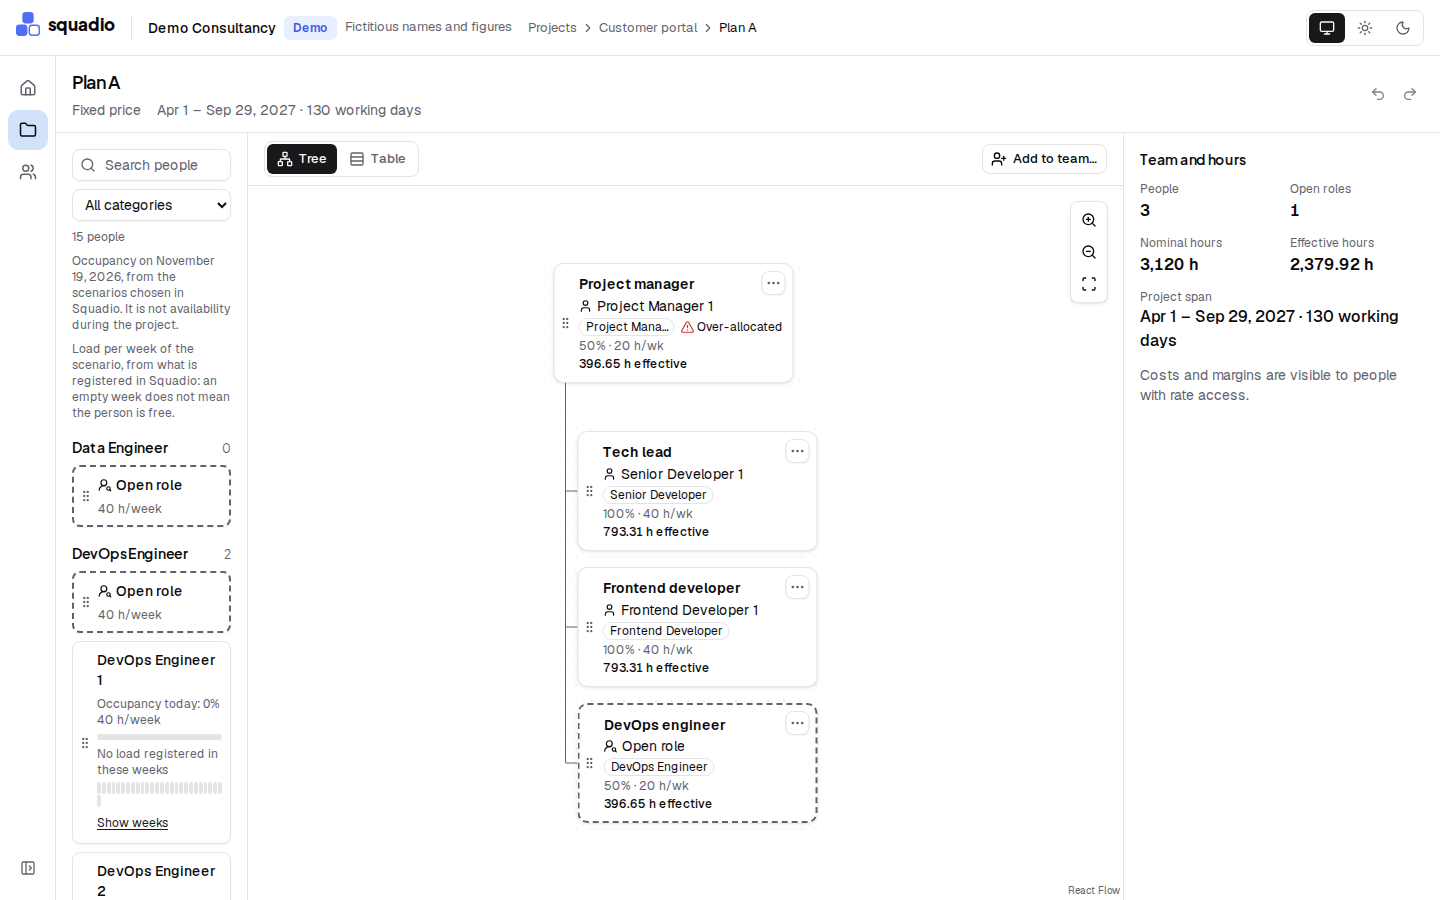 squadio
Demo Consultancy
Demo
Fictitious names and figures
Projects
Customer portal
Plan A
Plan A
Fixed price
Apr 1 – Sep 29, 2027 · 130 working days
Search people
All categories
15 people
Occupancy on November
19, 2026, from the
scenarios chosen in
Squadio. It is not availability
during the project.
Load per week of the
scenario, from what is
registered in Squadio: an
empty week does not mean
the person is free.
Data Engineer
0
Open role
40 h/week
DevOps Engineer
2
Open role
40 h/week
DevOps Engineer
1
Occupancy today: 0%
40 h/week
No load registered in
these weeks
Show weeks
DevOps Engineer
2
Tree
Table
Add to team...
Project manager
Project Manager 1
Project Mana...
Over-allocated
50% · 20 h/wk
396.65 h effective
Tech lead
Senior Developer 1
Senior Developer
100% · 40 h/wk
793.31 h effective
Frontend developer
Frontend Developer 1
Frontend Developer
100% · 40 h/wk
793.31 h effective
DevOps engineer
Open role
DevOps Engineer
50% · 20 h/wk
396.65 h effective
React Flow
Team and hours
People
Open roles
3
1
Nominal hours
Effective hours
3,120 h
2,379.92 h
Project span
Apr 1 – Sep 29, 2027 · 130 working
days
Costs and margins are visible to people
with rate access.